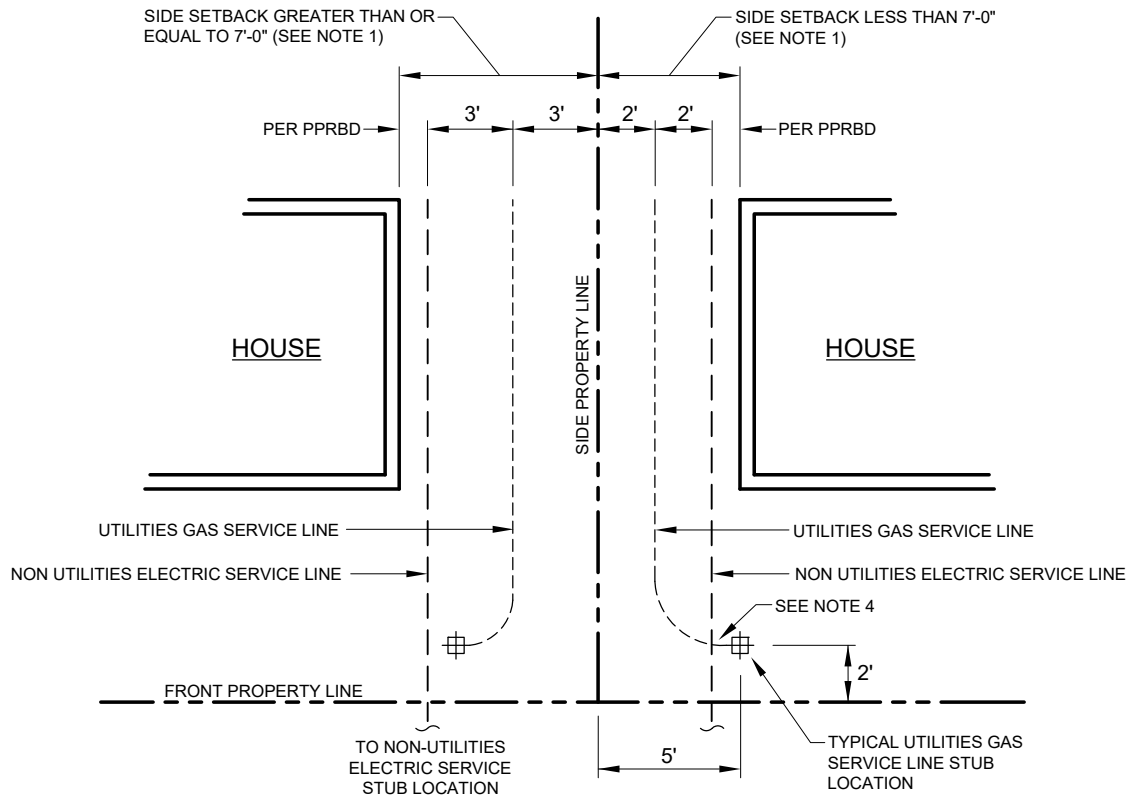 SIDE SETBACK GREATER THAN OR
EQUAL TO 7'-0" (SEE NOTE 1)
SIDE SETBACK LESS THAN 7'-0"
(SEE NOTE 1)
3'
3'
2'
2'
PER PPRBD
PER PPRBD
HOUSE
SIDE PROPERTY LINE
HOUSE
UTILITIES GAS SERVICE LINE
UTILITIES GAS SERVICE LINE
NON UTILITIES ELECTRIC SERVICE LINE
NON UTILITIES ELECTRIC SERVICE LINE
SEE NOTE 4
2'
FRONT PROPERTY LINE
TO NON-UTILITIES
ELECTRIC SERVICE
STUB LOCATION
5'
TYPICAL UTILITIES GAS
SERVICE LINE STUB
LOCATION